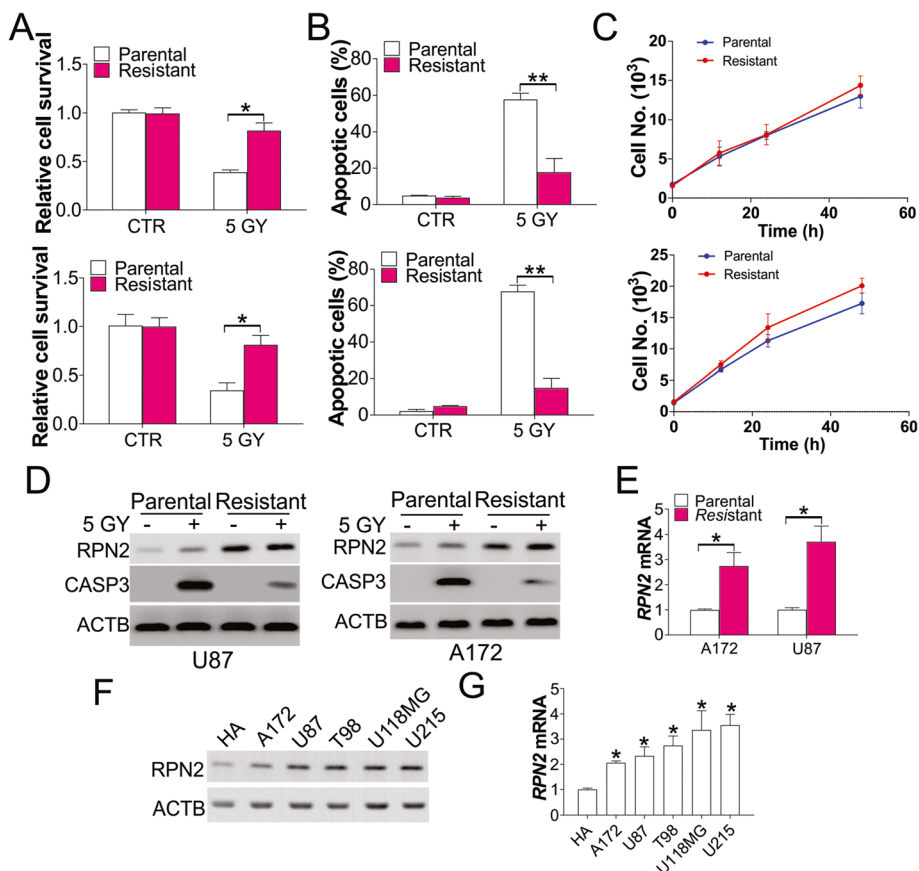 A
Parental
Resistant
Relative cell survival
1.5
1.0
0.5
0.0
*
CTR
5 GY
Parental
Resistant
Relative cell survival
1.5
1.0
0.5
0.0
*
CTR
5 GY
B
Parental
Resistant
Apopotic cells (%)
80
60
40
20
0
**
CTR
5 GY
Parental
Resistant
Apopotic cells (%)
80
60
40
20
0
**
CTR
5 GY
C
Parental
Resistant
Cell No. (10³)
20
15
10
5
0
0
20
40
60
Time (h)
Parental
Resistant
Cell No. (10³)
25
20
15
10
5
0
0
20
40
60
Time (h)
D
Parental Resistant
5 GY - + - +
RPN2
CASP3
ACTB
U87
Parental Resistant
5 GY - + - +
RPN2
CASP3
ACTB
A172
E
Parental
Resistant
RPN2 mRNA
5
4
3
2
1
0
*
*
A172
U87
F
HA A172 U87 T98 U118MG U215
RPN2
ACTB
G
RPN2 mRNA
5
4
3
2
1
0
* * * * *
HA A172 U87 T98 U118MG U215